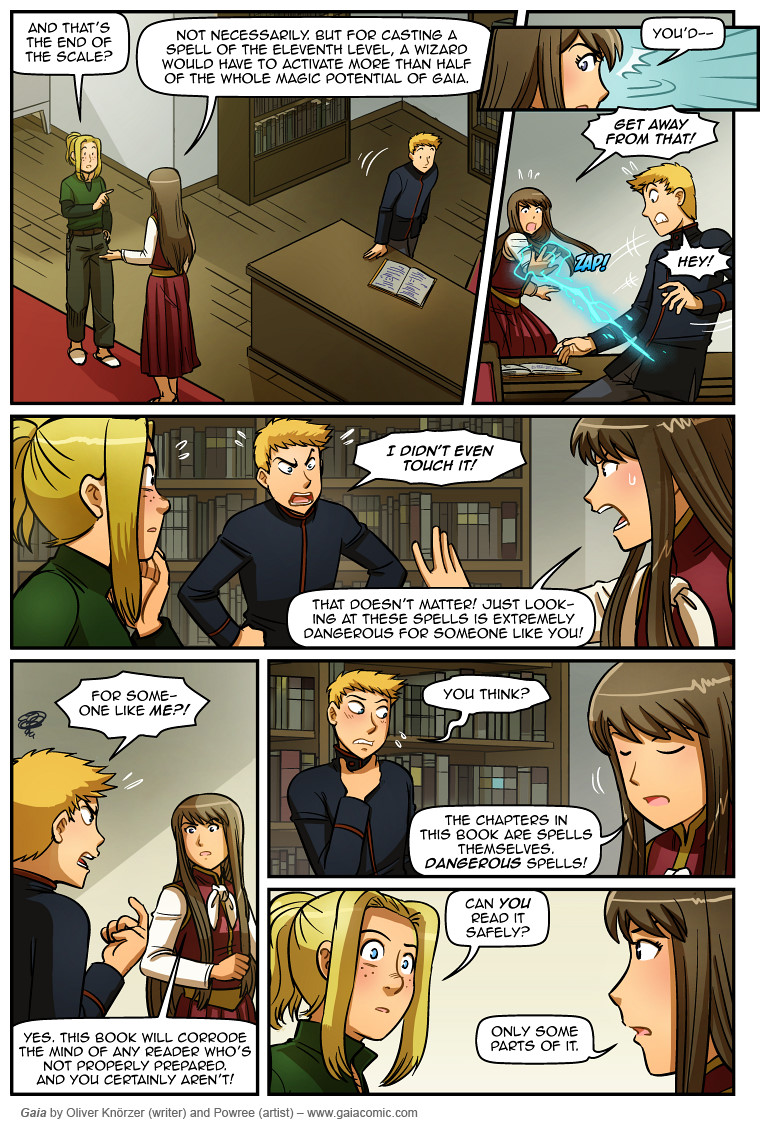 AND THAT'S
THE END OF
THE SCALE?
NOT NECESSARILY. BUT FOR CASTING A
SPELL OF THE ELEVENTH LEVEL, A WIZARD
WOULD HAVE TO ACTIVATE MORE THAN HALF
OF THE WHOLE MAGIC POTENTIAL OF GAIA.
YOU'D--
GET AWAY
FROM THAT!
ZAP!
HEY!
I DIDN'T EVEN
TOUCH IT!
THAT DOESN'T MATTER! JUST LOOK-
ING AT THESE SPELLS IS EXTREMELY
DANGEROUS FOR SOMEONE LIKE YOU!
FOR SOME-
ONE LIKE ME?!
YES. THIS BOOK WILL CORRODE
THE MIND OF ANY READER WHO'S
NOT PROPERLY PREPARED.
AND YOU CERTAINLY AREN'T!
YOU THINK?
THE CHAPTERS IN
THIS BOOK ARE SPELLS
THEMSELVES.
DANGEROUS SPELLS!
CAN YOU
READ IT
SAFELY?
ONLY SOME
PARTS OF IT.
Gaia by Oliver Knörzer (writer) and Powree (artist) – www.gaiacomic.com